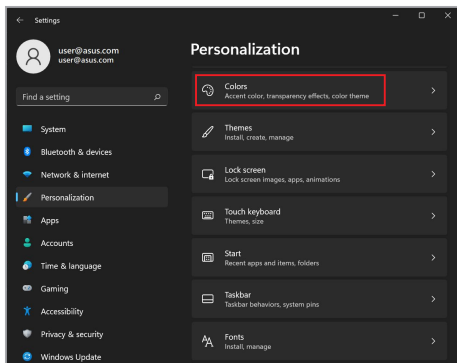 Settings
user@asus.com
user@asus.com
Find a setting
System
Bluetooth & devices
Network & internet
Personalization
Apps
Accounts
Time & language
Gaming
Accessibility
Privacy & security
Windows Update
Personalization
Colors
Accent color, transparency effects, color theme
Themes
Install, create, manage
Lock screen
Lock screen images, apps, animations
Touch keyboard
Themes, size
Start
Recent apps and items, folders
Taskbar
Taskbar behaviors, system pins
Fonts
Install, manage